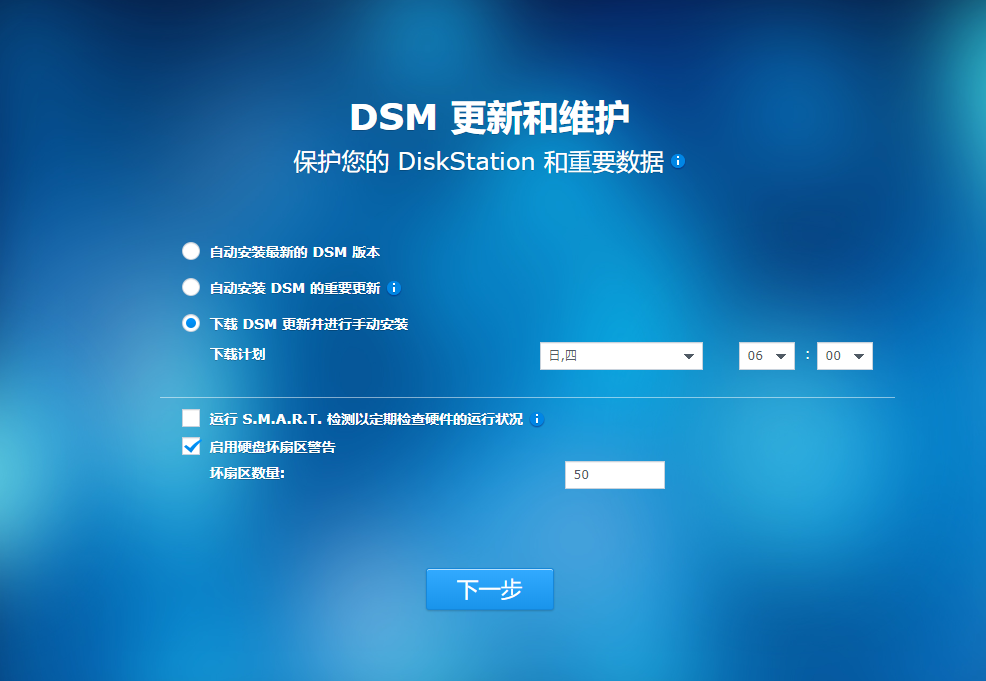 DSM 更新和维护
保护您的 DiskStation 和重要数据
自动安装最新的 DSM 版本
自动安装 DSM 的重要更新
下载 DSM 更新并进行手动安装
下载计划 日,四 06 : 00
运行 S.M.A.R.T. 检测以定期检查硬件的运行状况
启用硬盘坏扇区警告
坏扇区数量: 50
下一步